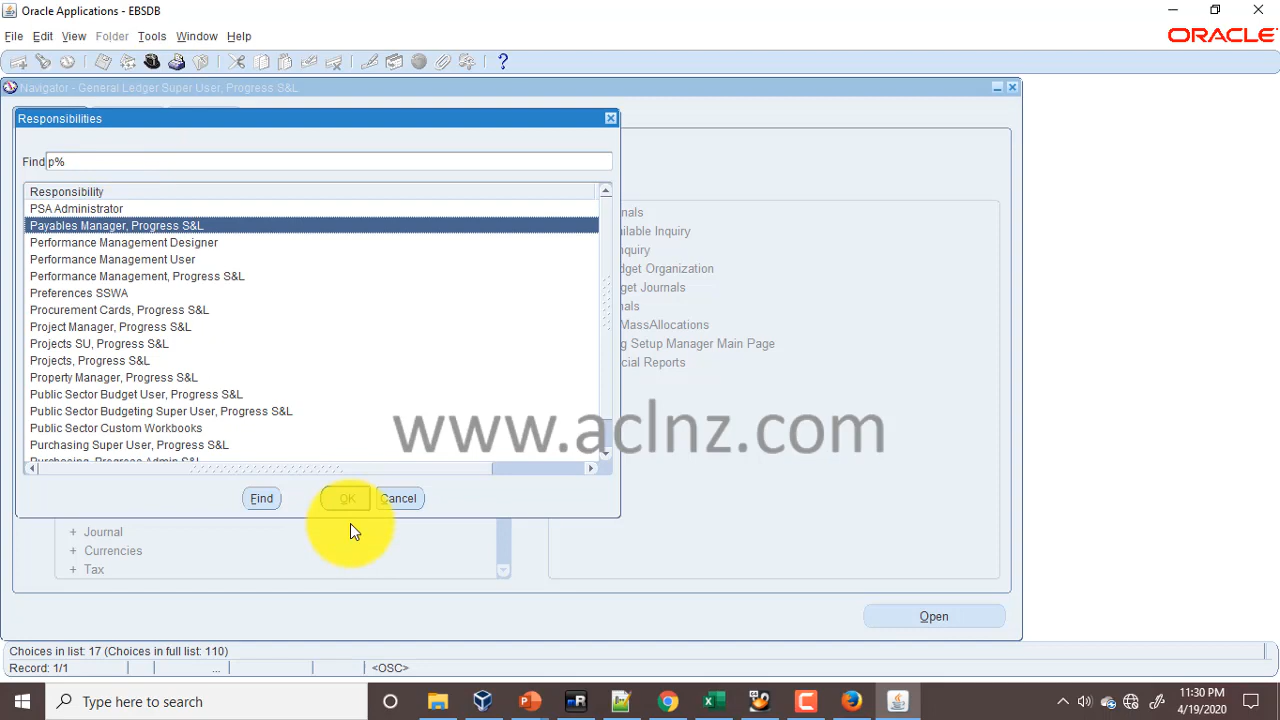 Oracle Applications - EBSDB
File Edit View Folder Tools Window Help
ORACLE
Navigator - General Ledger Super User, Progress S&L
Responsibilities
Find p%
Responsibility
PSA Administrator
Payables Manager, Progress S&L
Performance Management Designer
Performance Management User
Performance Management, Progress S&L
Preferences SSWA
Procurement Cards, Progress S&L
Project Manager, Progress S&L
Projects SU, Progress S&L
Projects, Progress S&L
Property Manager, Progress S&L
Public Sector Budget User, Progress S&L
Public Sector Budgeting Super User, Progress S&L
Public Sector Custom Workbooks
Purchasing Super User, Progress S&L
Purchasing, Progress Admin S&L
Find OK Cancel
nals
ailable Inquiry
nquiry
dget Organization
get Journals
nals
MassAllocations
g Setup Manager Main Page
cial Reports
www.aclnz.com
+ Journal
+ Currencies
+ Tax
Open
Choices in list: 17 (Choices in full list: 110)
Record: 1/1 ... <OSC>
Type here to search
11:30 PM
4/19/2020